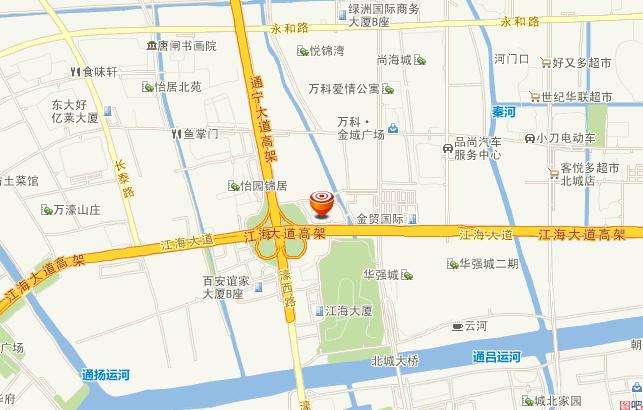 绿洲国际商务
大厦B座
永和路
永和路
唐闸书画院
悦锦湾
尚海城
河门口
好又多超市
食味轩
怡居北苑
万科爱情公寓
世纪华联超市
东大好
亿莱大厦
通宁大道高架
秦河
鱼掌门
万科·
金域广场
品尚汽车
服务中心
小刀电动车
长桥路
客悦多超市
北城店
土菜馆
怡园锦居
万濠山庄
金贸国际
江海大道
江海大道高架
江海大道
江海大道高架
江海大道高架
百安谊家
大厦B座
濠西路
华强城
华强城二期
江海大厦
云河
广场
通扬运河
北城大桥
通吕运河
朝
华府
濠
城北家园
图吧